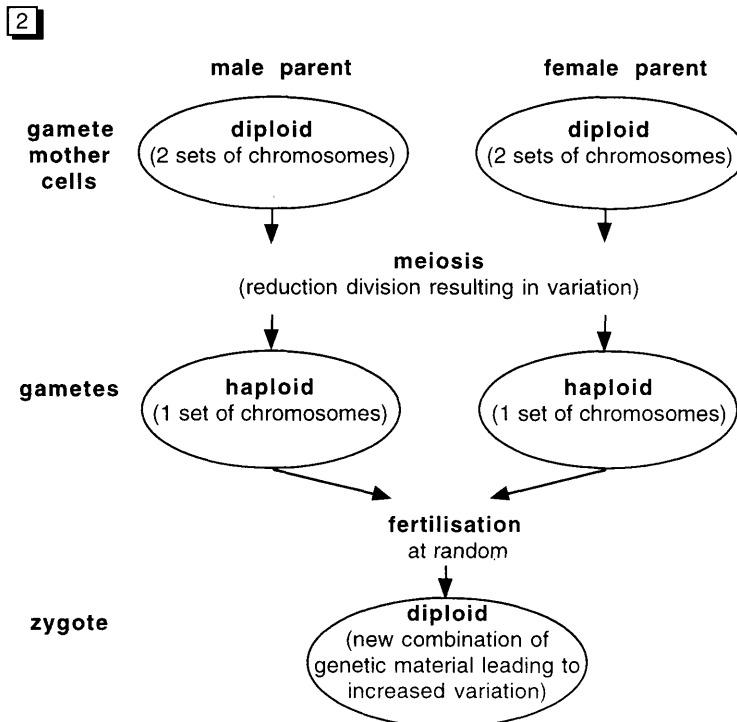 2
male parent
female parent
gamete
mother
cells
diploid
(2 sets of chromosomes)
diploid
(2 sets of chromosomes)
meiosis
(reduction division resulting in variation)
gametes
haploid
(1 set of chromosomes)
haploid
(1 set of chromosomes)
fertilisation
at random
zygote
diploid
(new combination of
genetic material leading to
increased variation)